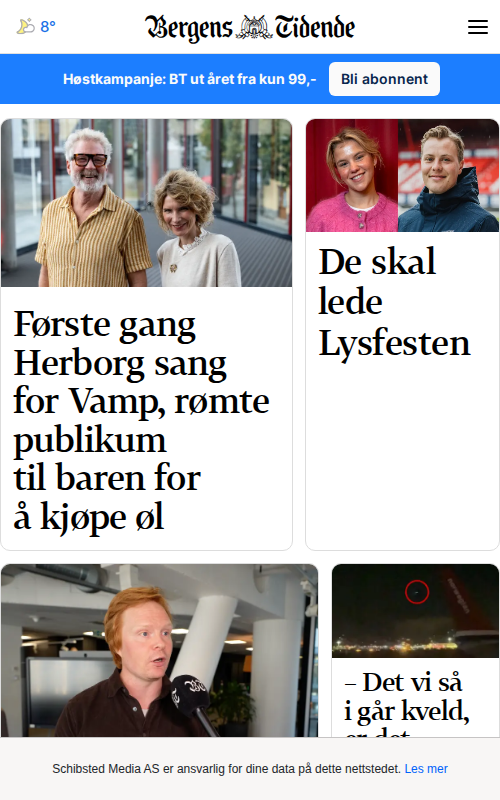 8°
Bergens Tidende
Høstkampanje: BT ut året fra kun 99,-
Bli abonnent
Første gang
Herborg sang
for Vamp, rømte
publikum
til baren for
å kjøpe øl
De skal
lede
Lysfesten
– Det vi så
i går kveld,
er det
Schibsted Media AS er ansvarlig for dine data på dette nettstedet. Les mer